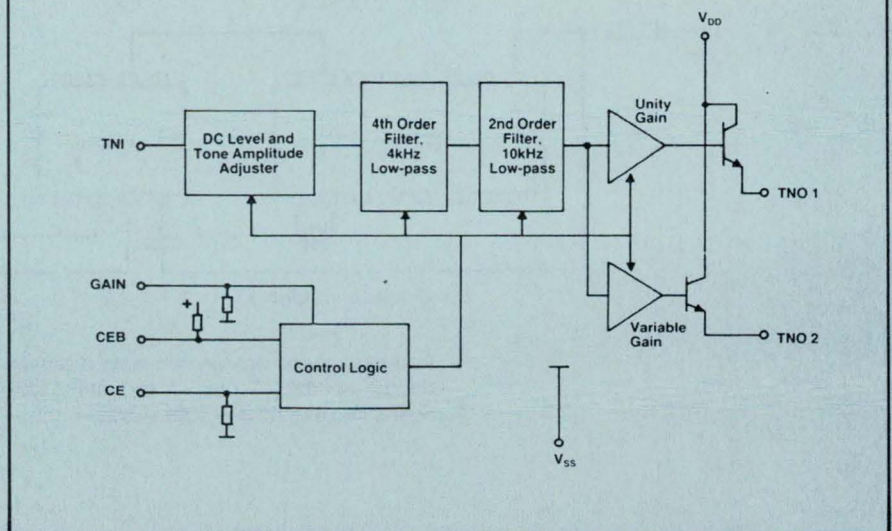 VDD
Unity
Gain
TNI
DC Level and
Tone Amplitude
Adjuster
4th Order
Filter,
4kHz
Low-pass
2nd Order
Filter,
10kHz
Low-pass
TNO 1
GAIN
+
CEB
CE
Control Logic
Variable
Gain
TNO 2
VSS